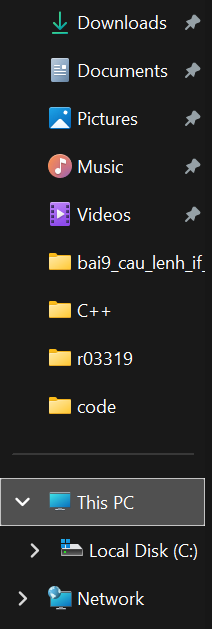 Downloads
Documents
Pictures
Music
Videos
bai9_cau_lenh_if_
C++
r03319
code
This PC
Local Disk (C:)
Network